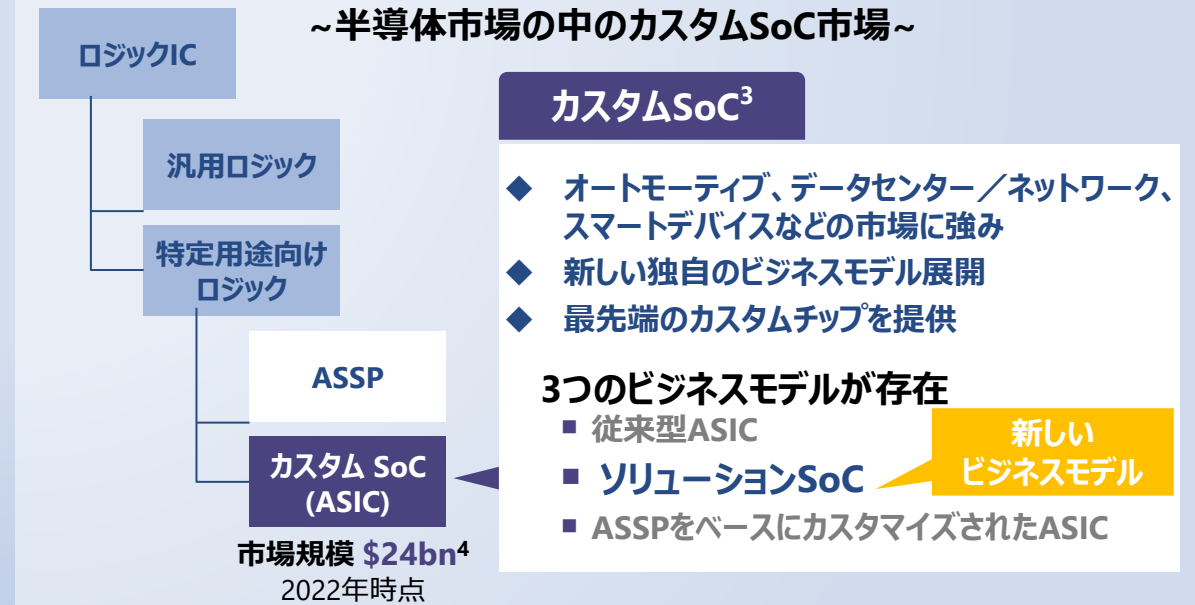 ~半導体市場の中のカスタムSoC市場~
ロジックIC
汎用ロジック
特定用途向け
ロジック
ASSP
カスタム SoC
(ASIC)
市場規模 $24bn4
2022年時点
カスタムSoC3
◆ オートモーティブ、データセンター／ネットワーク、
スマートデバイスなどの市場に強み
◆ 新しい独自のビジネスモデル展開
◆ 最先端のカスタムチップを提供
3つのビジネスモデルが存在
■ 従来型ASIC
■ ソリューションSoC
■ ASSPをベースにカスタマイズされたASIC
新しい
ビジネスモデル